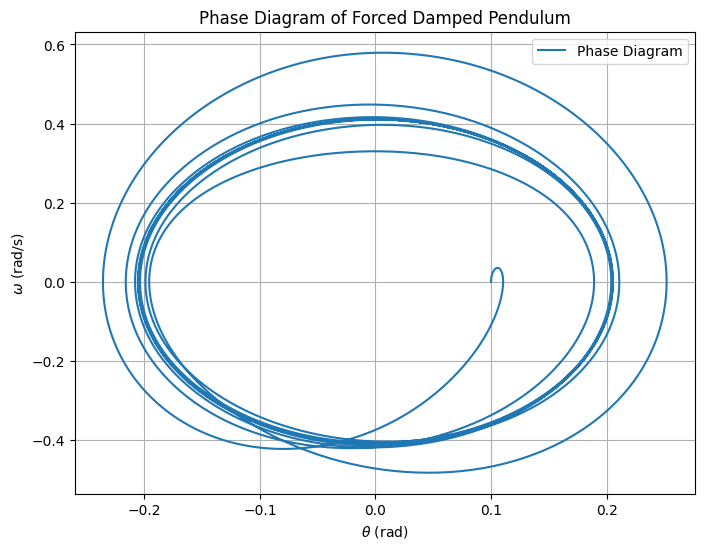 Phase Diagram of Forced Damped Pendulum
Phase Diagram
ω (rad/s)
0.6
0.4
0.2
0.0
−0.2
−0.4
−0.2
−0.1
0.0
0.1
0.2
θ (rad)